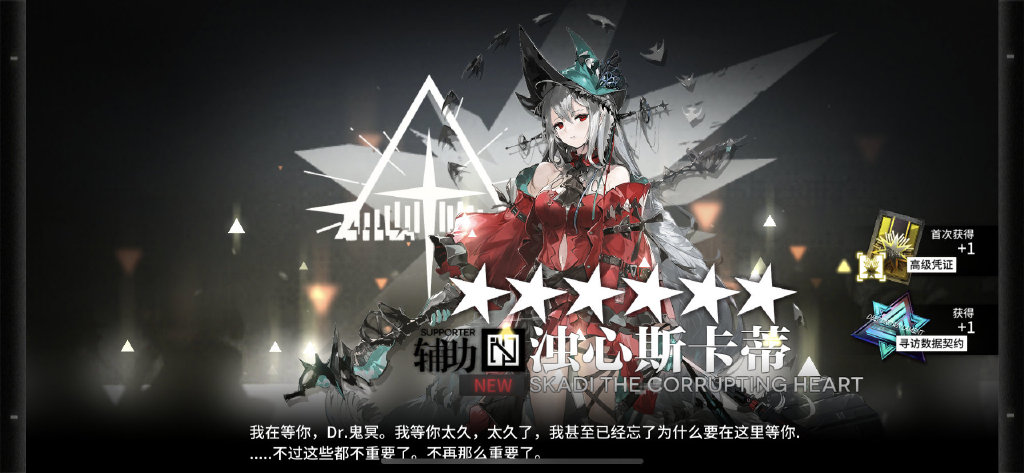 首次获得
+1
高级凭证
获得
+1
寻访数据契约
SUPPORTER
辅助
浊心斯卡蒂
NEW
SKADI THE CORRUPTING HEART
我在等你，Dr.鬼冥。我等你太久，太久了，我甚至已经忘了为什么要在这里等你.
.....不过这些都不重要了。不再那么重要了。